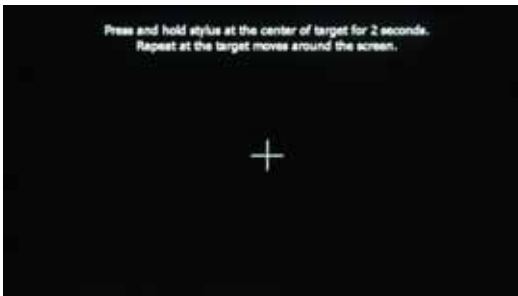 Press and hold stylus at the center of target for 2 seconds.
Repeat at the target moves around the screen.